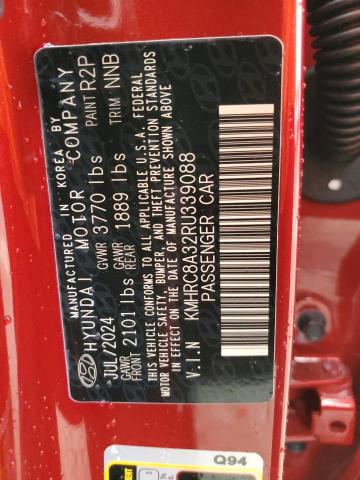 MANUFACTURED BY IN KOREA
HYUNDAI MOTOR COMPANY
JUL/2024 GVWR 3770 lbs PAINT R2P
GAWR FRONT 2101 lbs GAWR REAR 1889 lbs TRIM NNB
THIS VEHICLE CONFORMS TO ALL APPLICABLE U.S.A. FEDERAL
MOTOR VEHICLE SAFETY, BUMPER, AND THEFT PREVENTION STANDARDS
IN EFFECT ON THE DATE OF MANUFACTURE SHOWN ABOVE
V.I.N KMHRC8A32RU339088
PASSENGER CAR
Q94